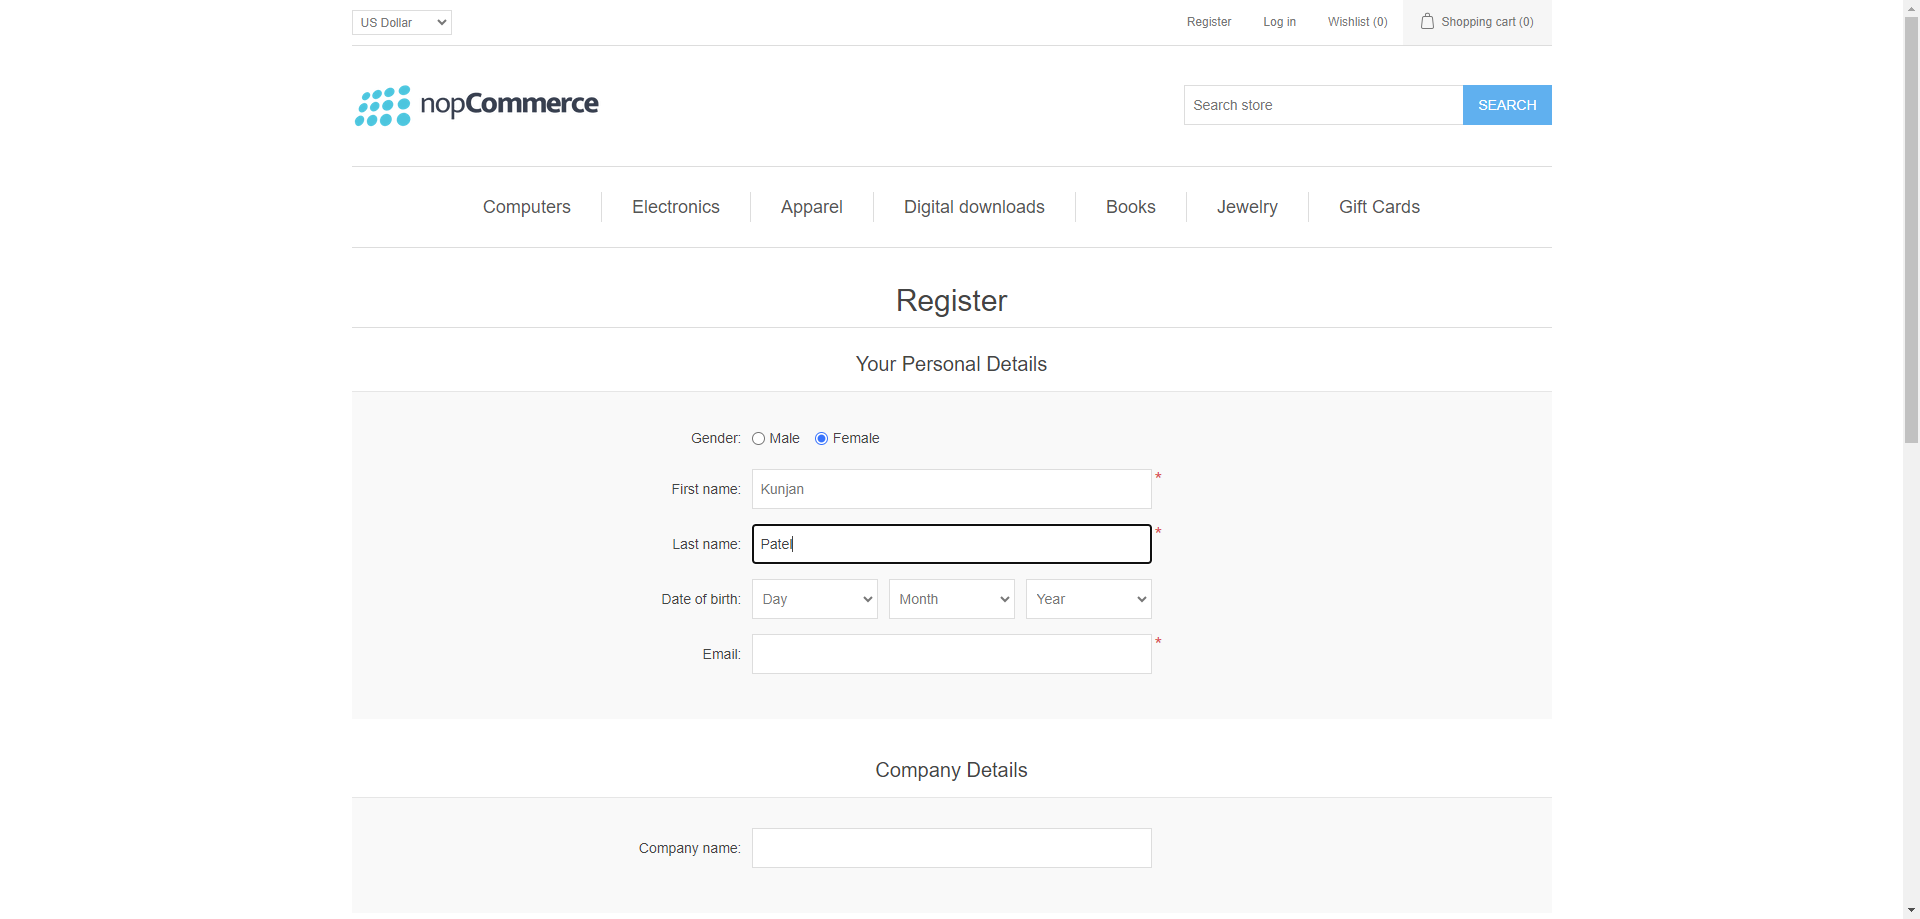 US Dollar Register Log in Wishlist (0) Shopping cart (0)
nopCommerce Search store SEARCH
Computers Electronics Apparel Digital downloads Books Jewelry Gift Cards
Register
Your Personal Details
Gender: Male Female
First name: Kunjan *
Last name: Patel *
Date of birth: Day Month Year
Email: *
Company Details
Company name: